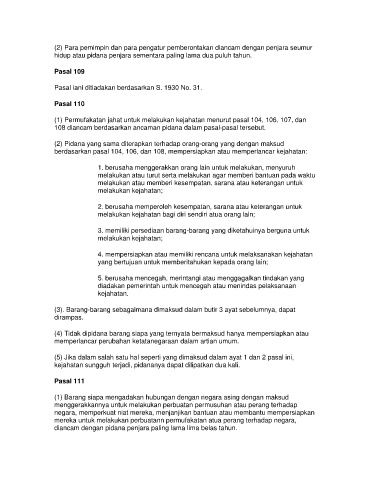 (2) Para pemimpin dan para pengatur pemberontakan diancam dengan penjara seumur
hidup atau pidana penjara sementara paling lama dua puluh tahun.
Pasal 109
Pasal iani ditiadakan berdasarkan S. 1930 No. 31.
Pasal 110
(1) Permufakatan jahat untuk melakukan kejahatan menurut pasal 104, 106, 107, dan
108 diancam berdasarkan ancaman pidana dalam pasal-pasal tersebut.
(2) Pidana yang sama diterapkan terhadap orang-orang yang dengan maksud
berdasarkan pasal 104, 106, dan 108, mempersiapkan atau memperlancar kejahatan:
1. berusaha menggerakkan orang lain untuk melakukan, menyuruh
melakukan atau turut serta melakukan agar memberi bantuan pada waktu
melakukan atau memberi kesempatan, sarana atau keterangan untuk
melakukan kejahatan;
2. berusaha memperoleh kesempatan, sarana atau keterangan untuk
melakukan kejahatan bagi diri sendiri atua orang lain;
3. memiliki persediaan barang-barang yang diketahuinya berguna untuk
melakukan kejahatan;
4. mempersiapkan atau memiliki rencana untuk melaksanakan kejahatan
yang bertujuan untuk memberitahukan kepada orang lain;
5. berusaha mencegah, merintangi atau menggagalkan tindakan yang
diadakan pemerintah untuk mencegah atau menindas pelaksanaan
kejahatan.
(3). Barang-barang sebagaimana dimaksud dalam butir 3 ayat sebelumnya, dapat
dirampas.
(4) Tidak dipidana barang siapa yang ternyata bermaksud hanya mempersiapkan atau
memperlancar perubahan ketatanegaraan dalam artian umum.
(5) Jika dalam salah satu hal seperti yang dimaksud dalam ayat 1 dan 2 pasal ini,
kejahatan sungguh terjadi, pidananya dapat dilipatkan dua kali.
Pasal 111
(1) Barang siapa mengadakan hubungan dengan negara asing dengan maksud
menggerakkannya untuk melakukan perbuatan permusuhan atau perang terhadap
negara, memperkuat niat mereka, menjanjikan bantuan atau membantu mempersiapkan
mereka untuk melakukan perbuatann permufakatan atua perang terhadap negara,
diancam dengan pidana penjara paling lama lima belas tahun.